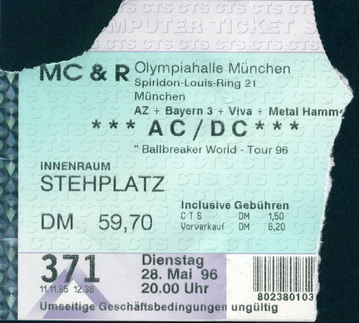 COMPUTER TICKET
MC & R Olympiahalle München
Spiridon-Louis-Ring 21
München
AZ + Bayern 3 + Viva + Metal Hamm
*** AC/DC ***
" Ballbreaker World - Tour 96
INNENRAUM
STEHPLATZ
Inclusive Gebühren
DM 59,70
CTS DM 1,50
Vorverkauf DM 6,20
371
11.11.95 12.38
Dienstag
28. Mai 96
20.00 Uhr
802380103
Umseitige Geschäftsbedingungen ungültig